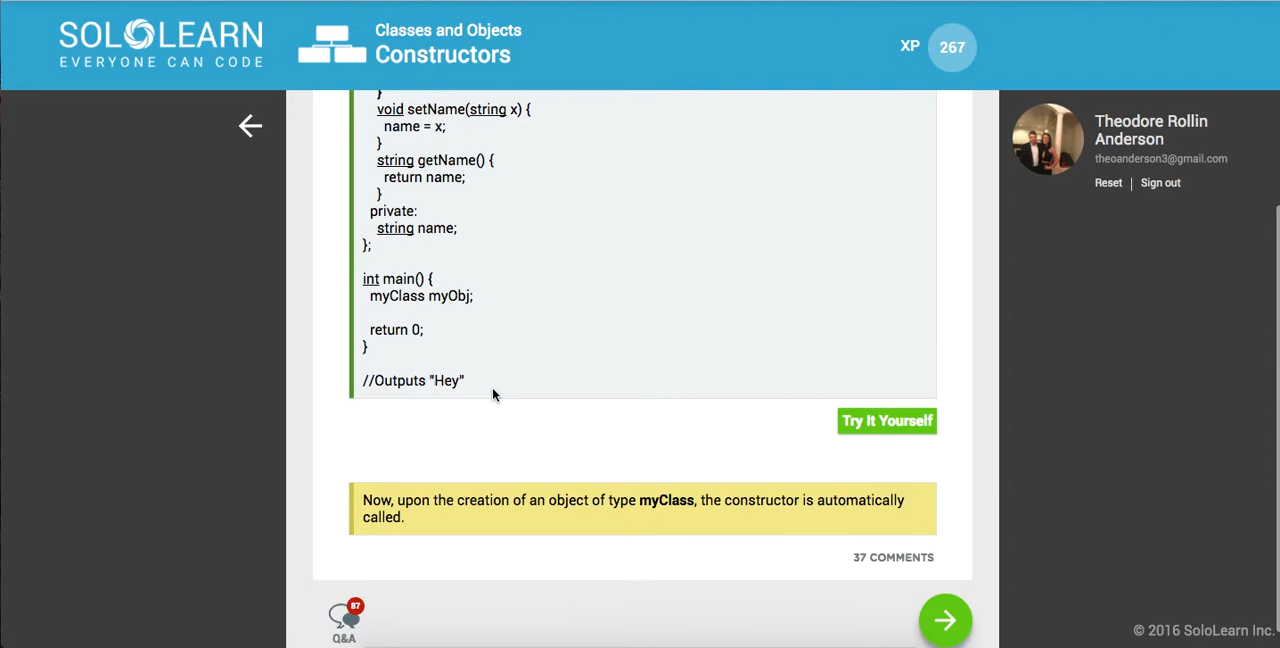 SOLOLEARN
EVERYONE CAN CODE
Classes and Objects
Constructors
XP 267
}
void setName(string x) {
name = x;
}
string getName() {
return name;
}
private:
string name;
};
int main() {
myClass myObj;
return 0;
}
//Outputs "Hey"
Try It Yourself
Now, upon the creation of an object of type myClass, the constructor is automatically
called.
37 COMMENTS
87
Q&A
Theodore Rollin
Anderson
theoanderson3@gmail.com
Reset | Sign out
© 2016 SoloLearn Inc.